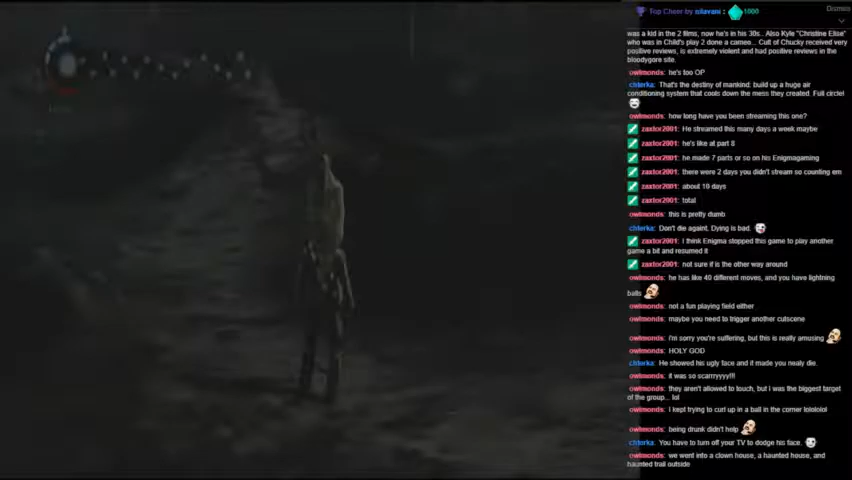 Top Cheer by nilavani : 1000
Dismiss
was a kid in the 2 films, now he's in his 30s.. Also Kyle "Christine Elise"
who was in Child's play 2 done a cameo... Cult of Chucky received very
positive reviews, is extremely violent and had positive reviews in the
bloodygore site.
owlmonds: he's too OP
chterka: That's the destiny of mankind: build up a huge air
conditioning system that cools down the mess they created. Full circle!
owlmonds: how long have you been streaming this one?
zaxtor2001: He streamed this many days a week maybe
zaxtor2001: he's like at part 8
zaxtor2001: he made 7 parts or so on his Enigmagaming
zaxtor2001: there were 2 days you didn't stream so counting em
zaxtor2001: about 10 days
zaxtor2001: total
owlmonds: this is pretty dumb
chterka: Don't die again!. Dying is bad.
zaxtor2001: I think Enigma stopped this game to play another
game a bit and resumed it
zaxtor2001: not sure if is the other way around
owlmonds: he has like 40 different moves, and you have lightning
balls
owlmonds: not a fun playing field either
owlmonds: maybe you need to trigger another cutscene
owlmonds: i'm sorry you're suffering, but this is really amusing
owlmonds: HOLY GOD
chterka: He showed his ugly face and it made you nealy die.
owlmonds: it was so scarrryyyy!!!
owlmonds: they aren't allowed to touch, but i was the biggest target
of the group... lol
owlmonds: I kept trying to curl up in a ball in the corner lolololol
owlmonds: being drunk didn't help
chterka: You have to turn off your TV to dodge his face.
owlmonds: we went into a clown house, a haunted house, and
haunted trail outside